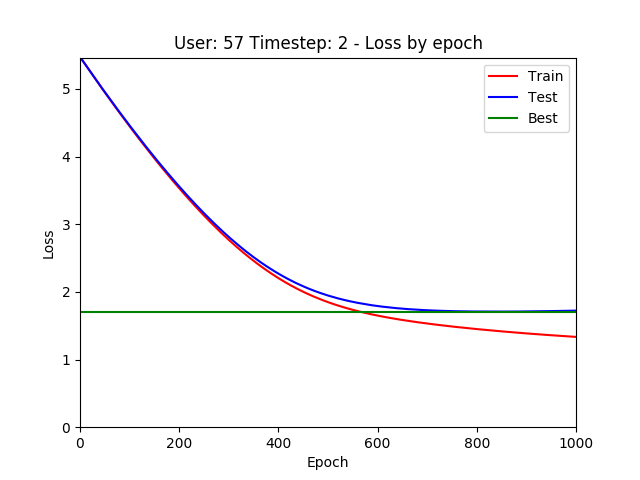 User: 57 Timestep: 2 - Loss by epoch
Train
Test
Best
Loss
5
4
3
2
1
0
0 200 400 600 800 1000
Epoch